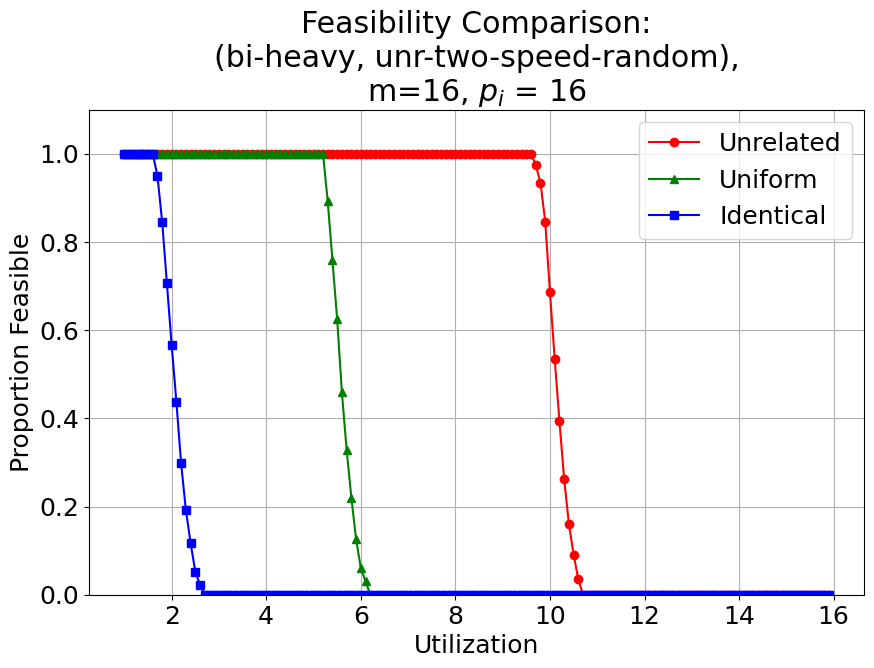 Feasibility Comparison:
(bi-heavy, unr-two-speed-random),
m=16, pᵢ = 16
Unrelated
Uniform
Identical
Proportion Feasible
1.0
0.8
0.6
0.4
0.2
0.0
2 4 6 8 10 12 14 16
Utilization